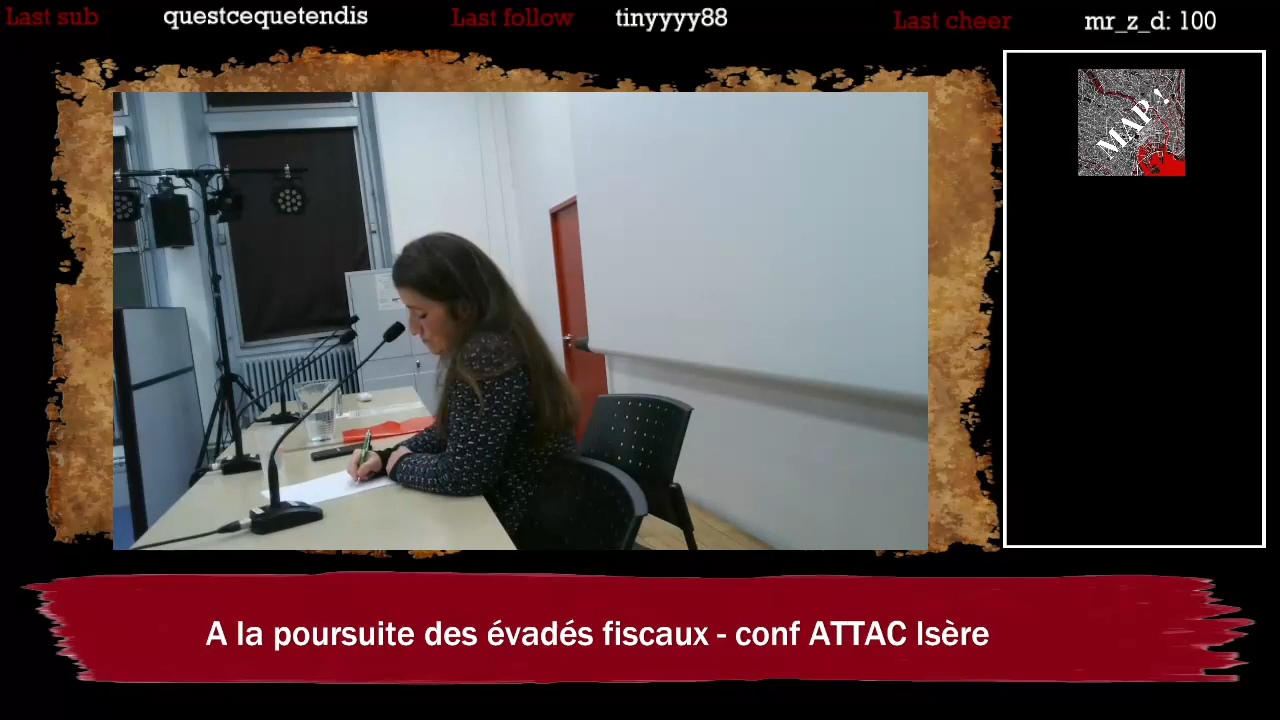 Last sub questcequetendis Last follow tinyyyy88 Last cheer mr_z_d: 100
MAP !
A la poursuite des évadés fiscaux - conf ATTAC Isère